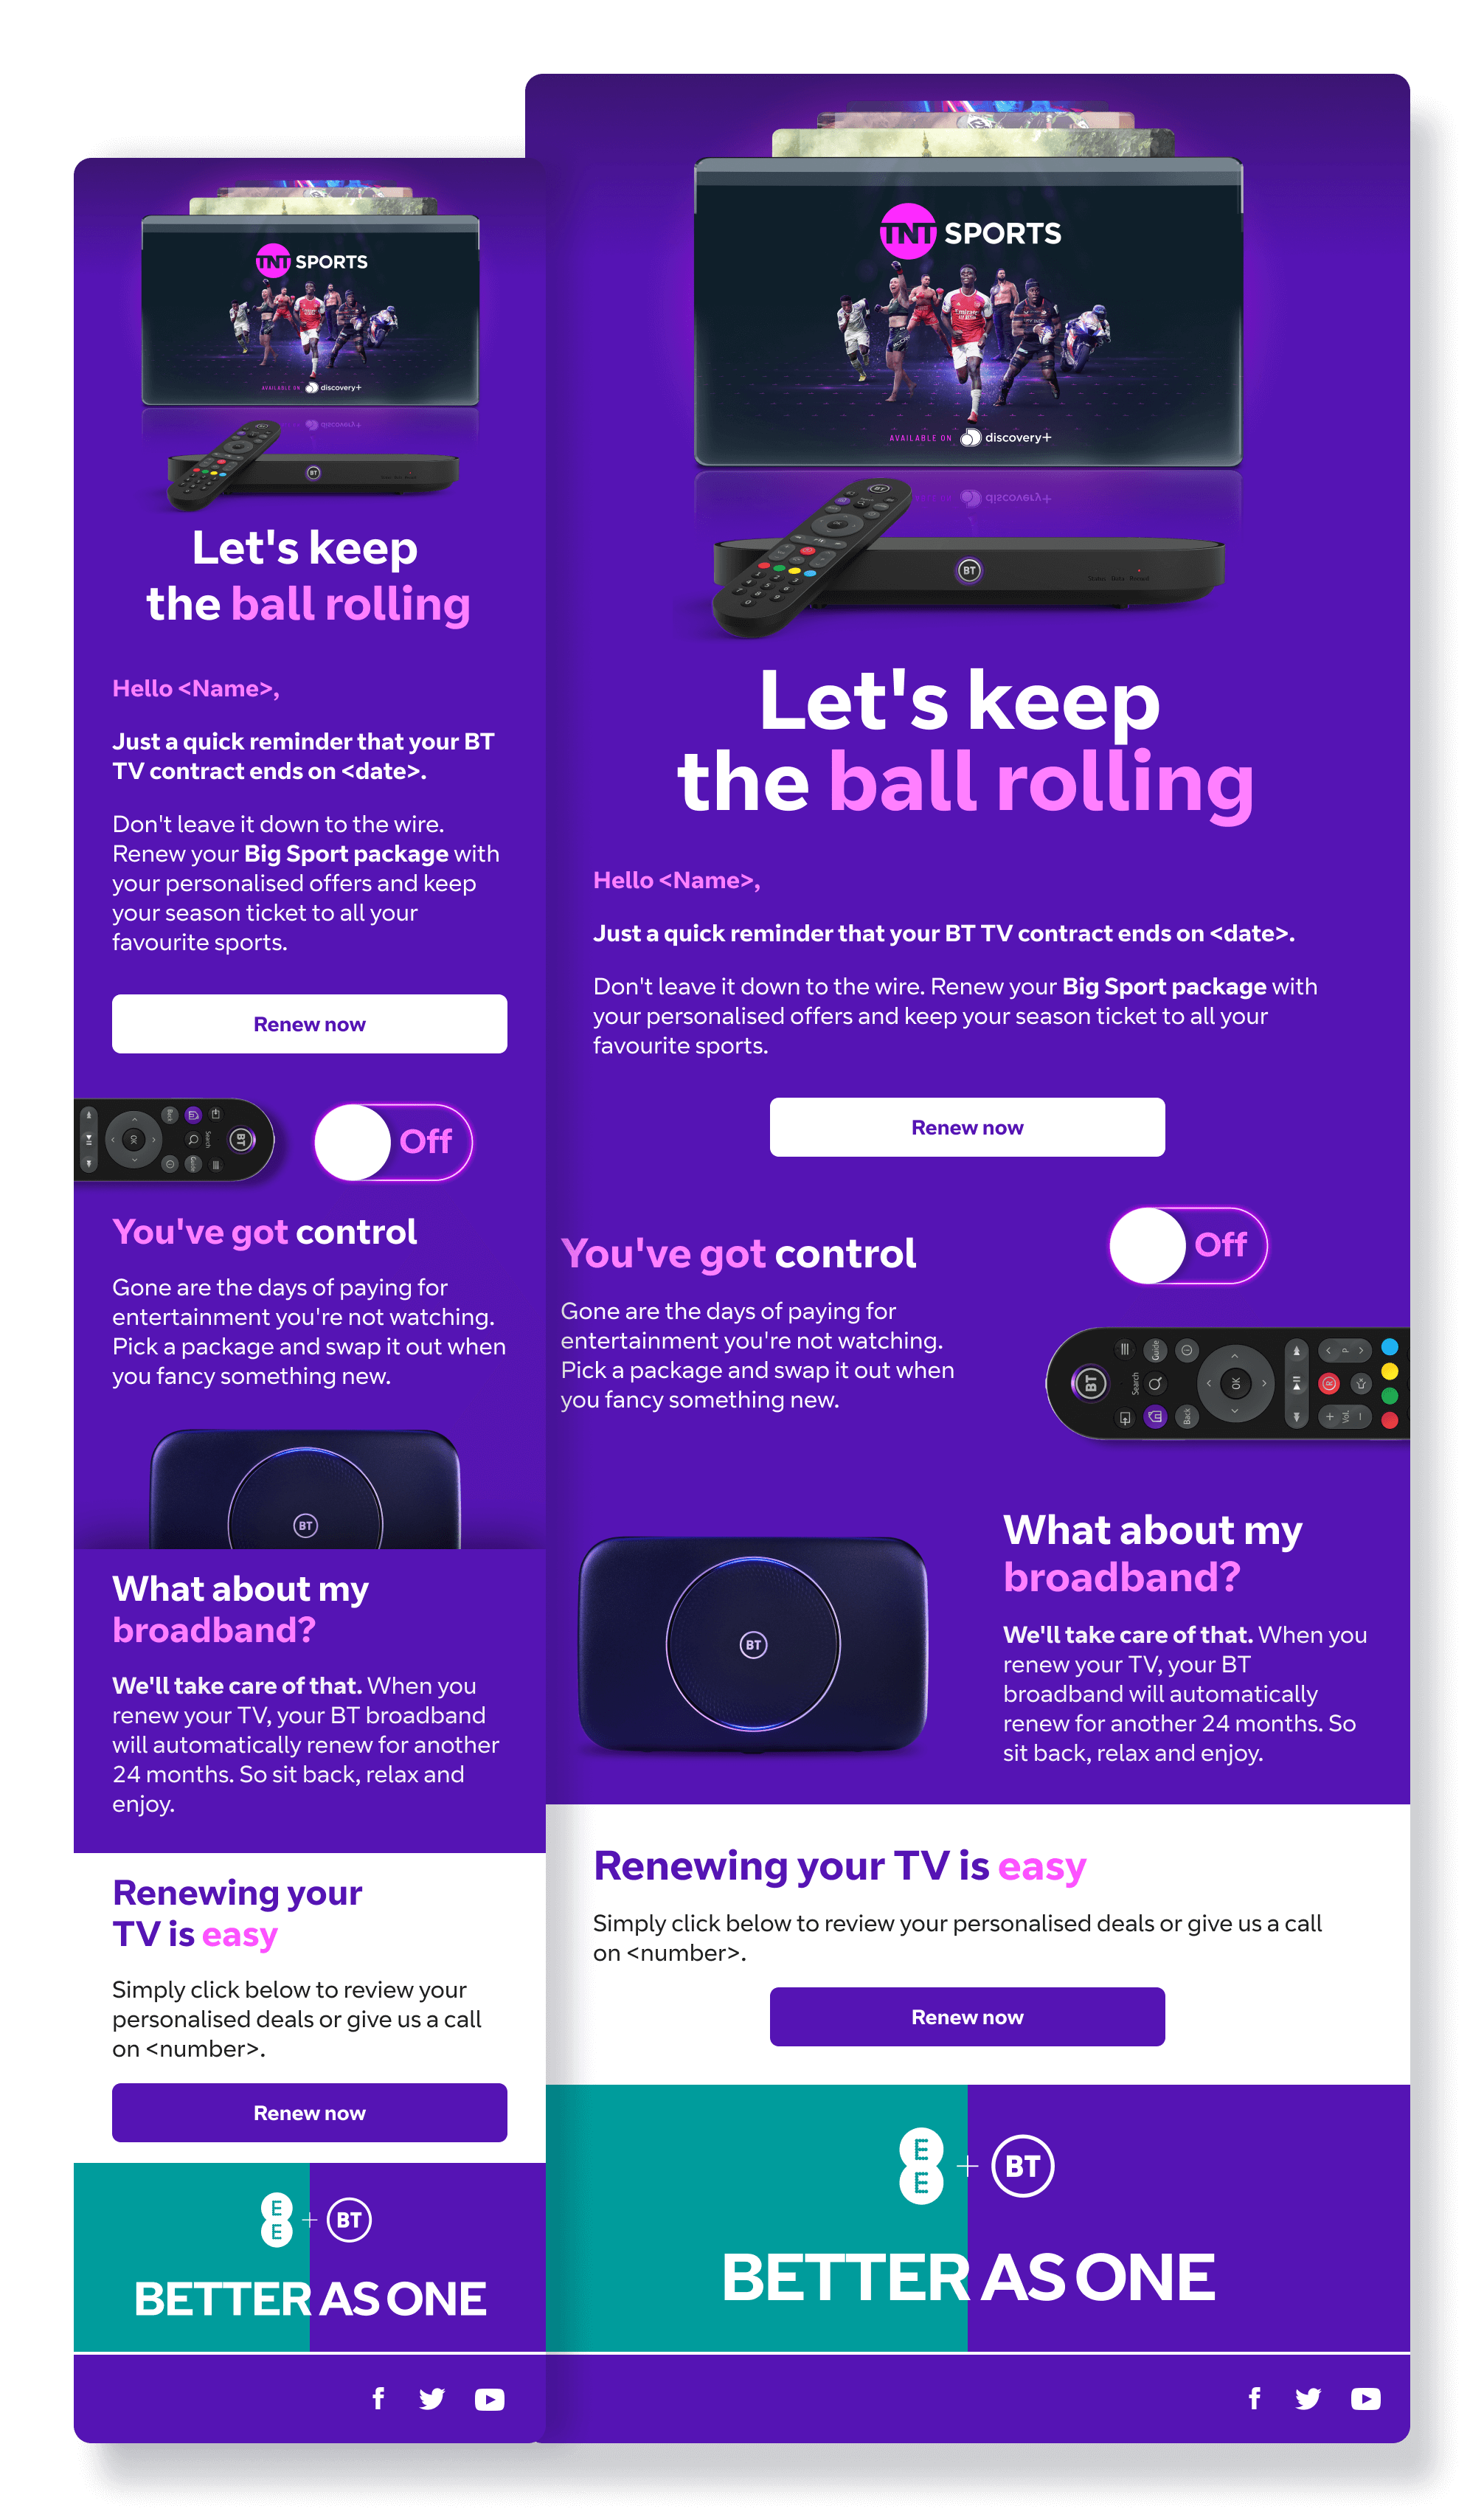 TNT SPORTS
AVAILABLE ON discovery+
BT
Let's keep
the ball rolling
Hello <Name>,
Just a quick reminder that your BT
TV contract ends on <date>.
Don't leave it down to the wire.
Renew your Big Sport package with
your personalised offers and keep
your season ticket to all your
favourite sports.
Renew now
Back
Search
Guide
OK
BT
Off
You've got control
Gone are the days of paying for
entertainment you're not watching.
Pick a package and swap it out when
you fancy something new.
BT
What about my
broadband?
We'll take care of that. When you
renew your TV, your BT broadband
will automatically renew for another
24 months. So sit back, relax and
enjoy.
Renewing your
TV is easy
Simply click below to review your
personalised deals or give us a call
on <number>.
Renew now
EE + BT
BETTER AS ONE
TNT SPORTS
AVAILABLE ON discovery+
BT
Let's keep
the ball rolling
Hello <Name>,
Just a quick reminder that your BT TV contract ends on <date>.
Don't leave it down to the wire. Renew your Big Sport package with
your personalised offers and keep your season ticket to all your
favourite sports.
Renew now
You've got control
Gone are the days of paying for
entertainment you're not watching.
Pick a package and swap it out when
you fancy something new.
Off
BT
Search
Guide
Back
OK
P
+ Vol. −
BT
What about my
broadband?
We'll take care of that. When you
renew your TV, your BT
broadband will automatically
renew for another 24 months. So
sit back, relax and enjoy.
Renewing your TV is easy
Simply click below to review your personalised deals or give us a call
on <number>.
Renew now
EE + BT
BETTER AS ONE